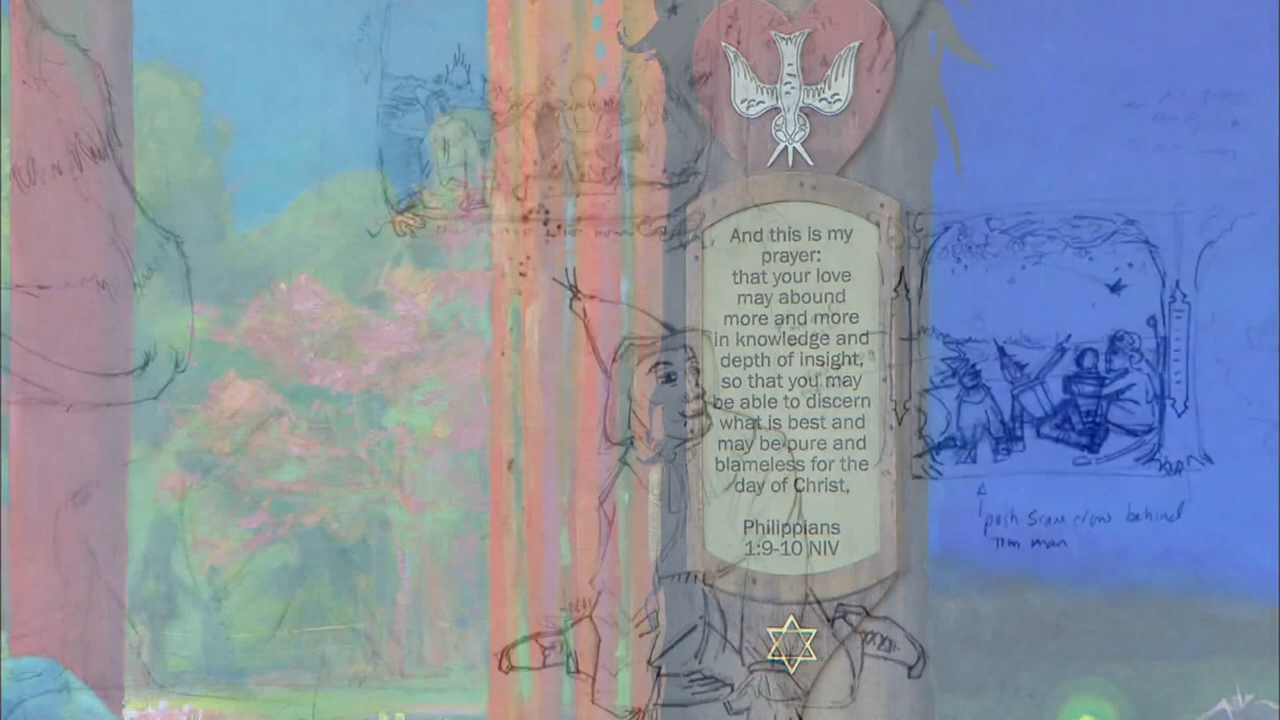 And this is my
prayer:
that your love
may abound
more and more
in knowledge and
depth of insight,
so that you may
be able to discern
what is best and
may be pure and
blameless for the
day of Christ,
Philippians
1:9-10 NIV
push scare crow behind
Tin man